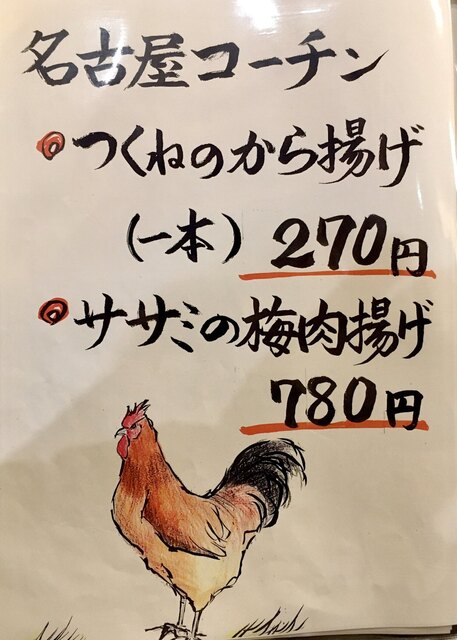 名古屋コーチン
つくねのから揚げ
(一本) 270円
ササミの梅肉揚げ
780円